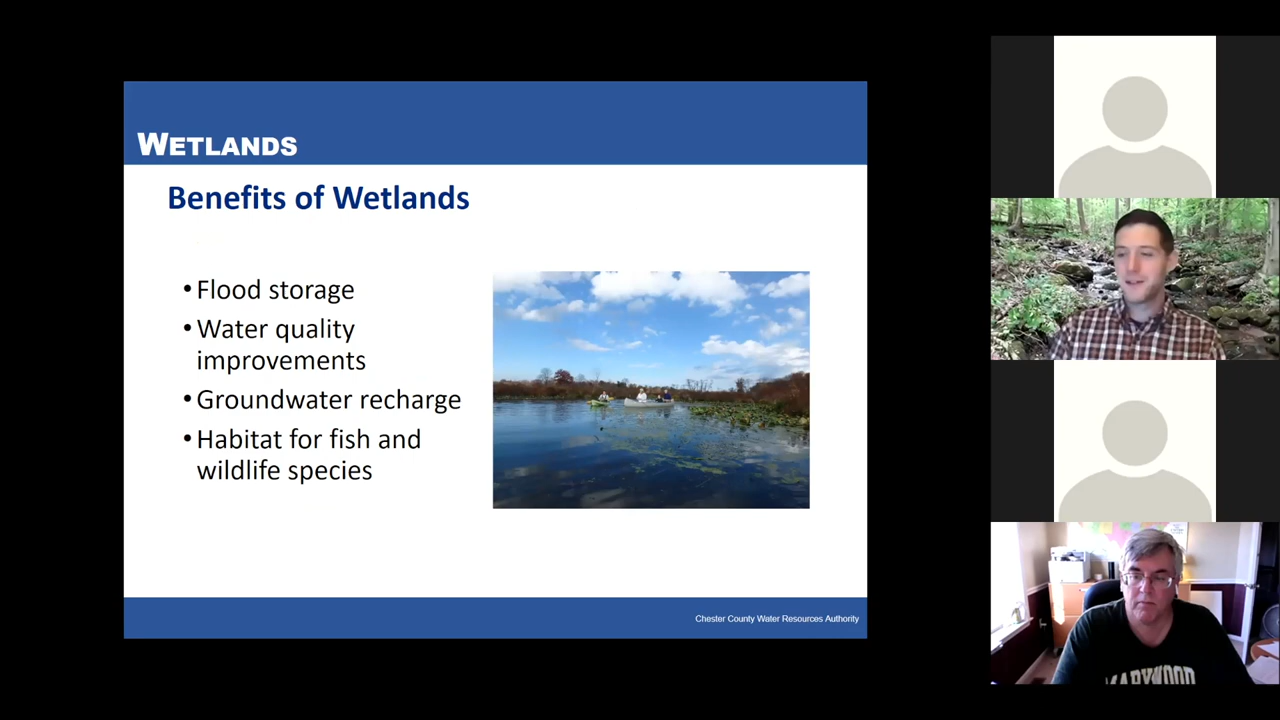 WETLANDS
Benefits of Wetlands
• Flood storage
• Water quality
improvements
• Groundwater recharge
• Habitat for fish and
wildlife species
Chester County Water Resources Authority
MARYWOOD